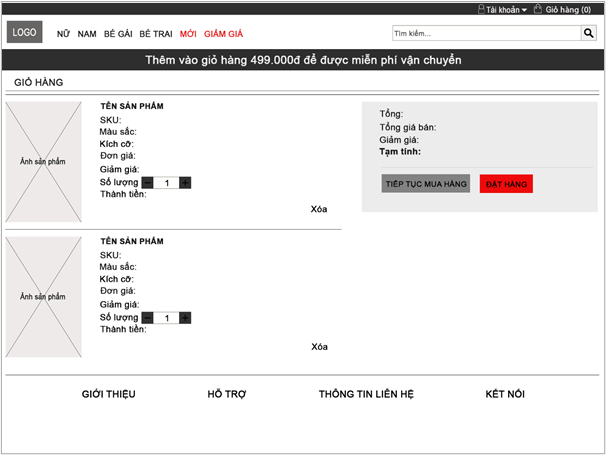 Tài khoản Giỏ hàng (0)
LOGO NỮ NAM BÉ GÁI BÉ TRAI MỚI GIẢM GIÁ Tìm kiếm...
Thêm vào giỏ hàng 499.000đ để được miễn phí vận chuyển
GIỎ HÀNG
Ảnh sản phẩm
TÊN SẢN PHẨM
SKU:
Màu sắc:
Kích cỡ:
Đơn giá:
Giảm giá:
Số lượng - 1 +
Thành tiền:
Xóa
Tổng:
Tổng giá bán:
Giảm giá:
Tạm tính:
TIẾP TỤC MUA HÀNG ĐẶT HÀNG
Ảnh sản phẩm
TÊN SẢN PHẨM
SKU:
Màu sắc:
Kích cỡ:
Đơn giá:
Giảm giá:
Số lượng - 1 +
Thành tiền:
Xóa
GIỚI THIỆU HỖ TRỢ THÔNG TIN LIÊN HỆ KẾT NỐI